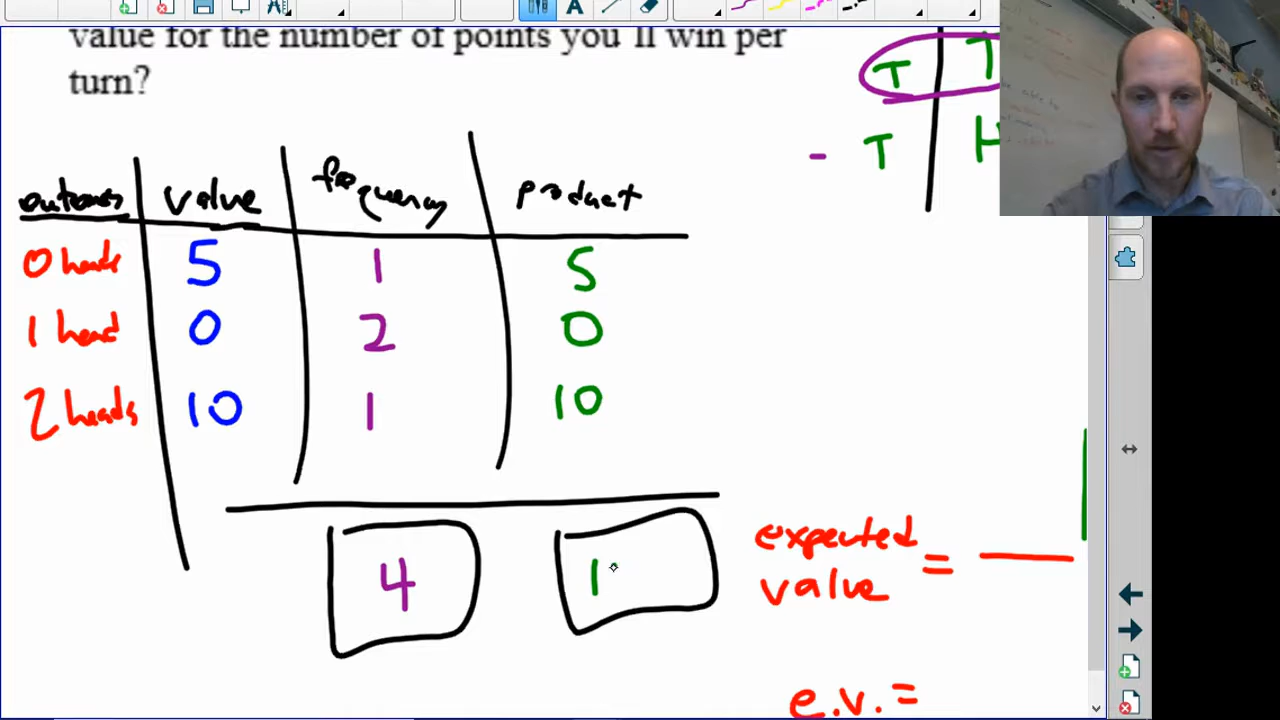 value for the number of points you'll win per
turn?
T T
- T H
outcomes value frequency product
0 heads 5 1 5
1 head 0 2 0
2 heads 10 1 10
4 1
expected
value = 
e.v. =